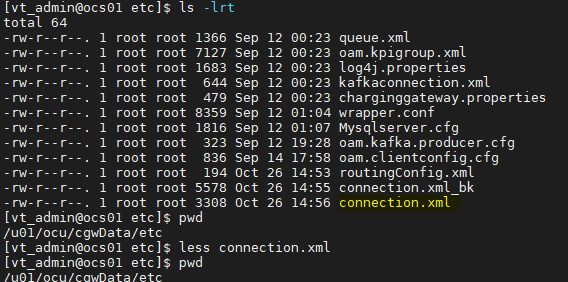 [vt_admin@ocs01 etc]$ ls -lrt
total 64
-rw-r--r--. 1 root root 1366 Sep 12 00:23 queue.xml
-rw-r--r--. 1 root root 7127 Sep 12 00:23 oam.kpigroup.xml
-rw-r--r--. 1 root root 1683 Sep 12 00:23 log4j.properties
-rw-r--r--. 1 root root  644 Sep 12 00:23 kafkaconnection.xml
-rw-r--r--. 1 root root  479 Sep 12 00:23 charginggateway.properties
-rw-r--r--. 1 root root 8359 Sep 12 01:04 wrapper.conf
-rw-r--r--. 1 root root 1816 Sep 12 01:07 Mysqlserver.cfg
-rw-r--r--. 1 root root  323 Sep 12 19:28 oam.kafka.producer.cfg
-rw-r--r--. 1 root root  836 Sep 14 17:58 oam.clientconfig.cfg
-rw-r--r--. 1 root root  194 Oct 26 14:53 routingConfig.xml
-rw-r--r--. 1 root root 5578 Oct 26 14:55 connection.xml_bk
-rw-r--r--. 1 root root 3308 Oct 26 14:56 connection.xml
[vt_admin@ocs01 etc]$ pwd
/u01/ocu/cgwData/etc
[vt_admin@ocs01 etc]$ less connection.xml
[vt_admin@ocs01 etc]$ pwd
/u01/ocu/cgwData/etc